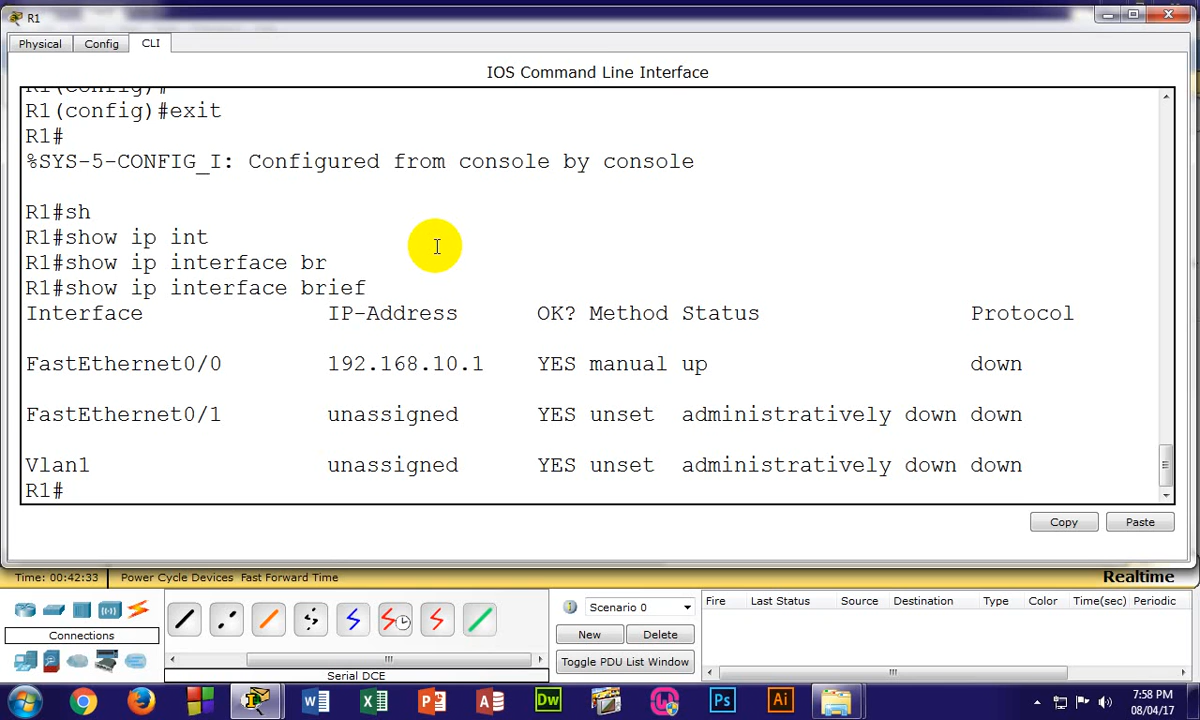 R1
Physical Config CLI
IOS Command Line Interface
R1(config)#
R1(config)#exit
R1#
%SYS-5-CONFIG_I: Configured from console by console
R1#sh
R1#show ip int
R1#show ip interface br
R1#show ip interface brief
Interface IP-Address OK? Method Status Protocol
FastEthernet0/0 192.168.10.1 YES manual up down
FastEthernet0/1 unassigned YES unset administratively down down
Vlan1 unassigned YES unset administratively down down
R1#
Copy Paste
Time: 00:42:33 Power Cycle Devices Fast Forward Time Realtime
Scenario 0 Fire Last Status Source Destination Type Color Time(sec) Periodic
Connections New Delete
Toggle PDU List Window
Serial DCE
W X P A Dw Ps Ai
7:58 PM
08/04/17